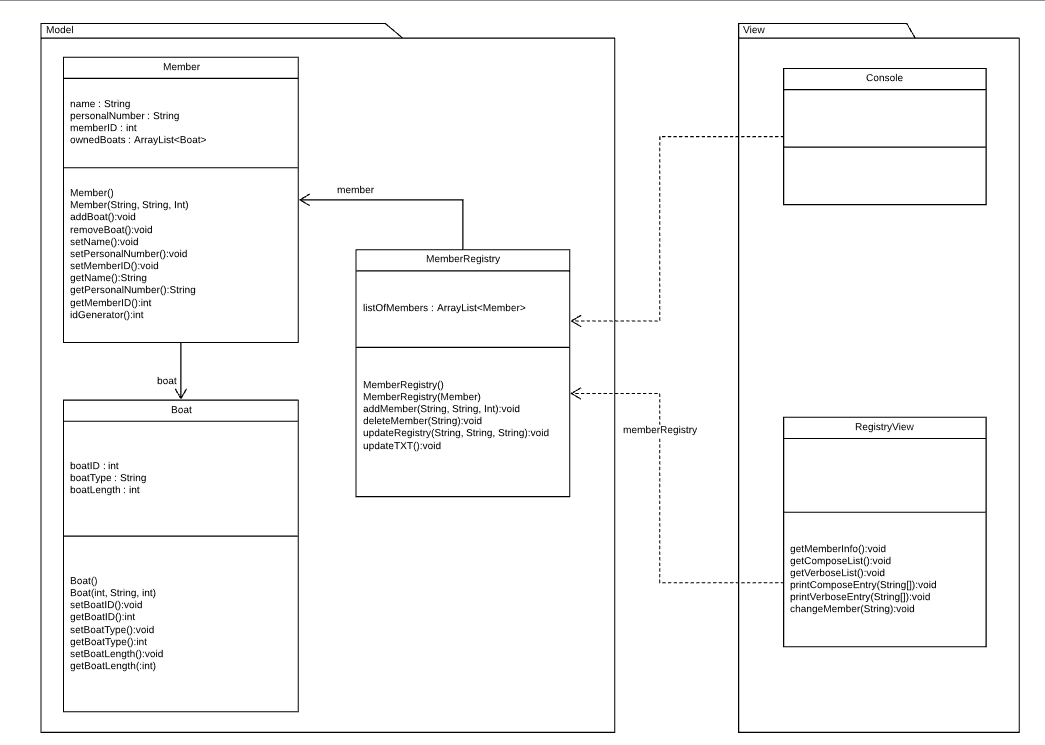 Model
Member
name : String
personalNumber : String
memberID : int
ownedBoats : ArrayList<Boat>
Member()
Member(String, String, Int)
addBoat():void
removeBoat():void
setName():void
setPersonalNumber():void
setMemberID():void
getName():String
getPersonalNumber():String
getMemberID():int
idGenerator():int
boat
Boat
boatID : int
boatType : String
boatLength : int
Boat()
Boat(int, String, int)
setBoatID():void
getBoatID():int
setBoatType():void
getBoatType():int
setBoatLength():void
getBoatLength(:int)
member
MemberRegistry
listOfMembers : ArrayList<Member>
MemberRegistry()
MemberRegistry(Member)
addMember(String, String, Int):void
deleteMember(String):void
updateRegistry(String, String, String):void
updateTXT():void
memberRegistry
View
Console
RegistryView
getMemberInfo():void
getComposeList():void
getVerboseList():void
printComposeEntry(String[]):void
printVerboseEntry(String[]):void
changeMember(String):void